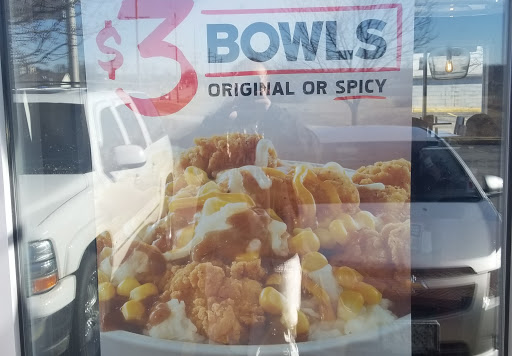 $3 BOWLS
ORIGINAL OR SPICY